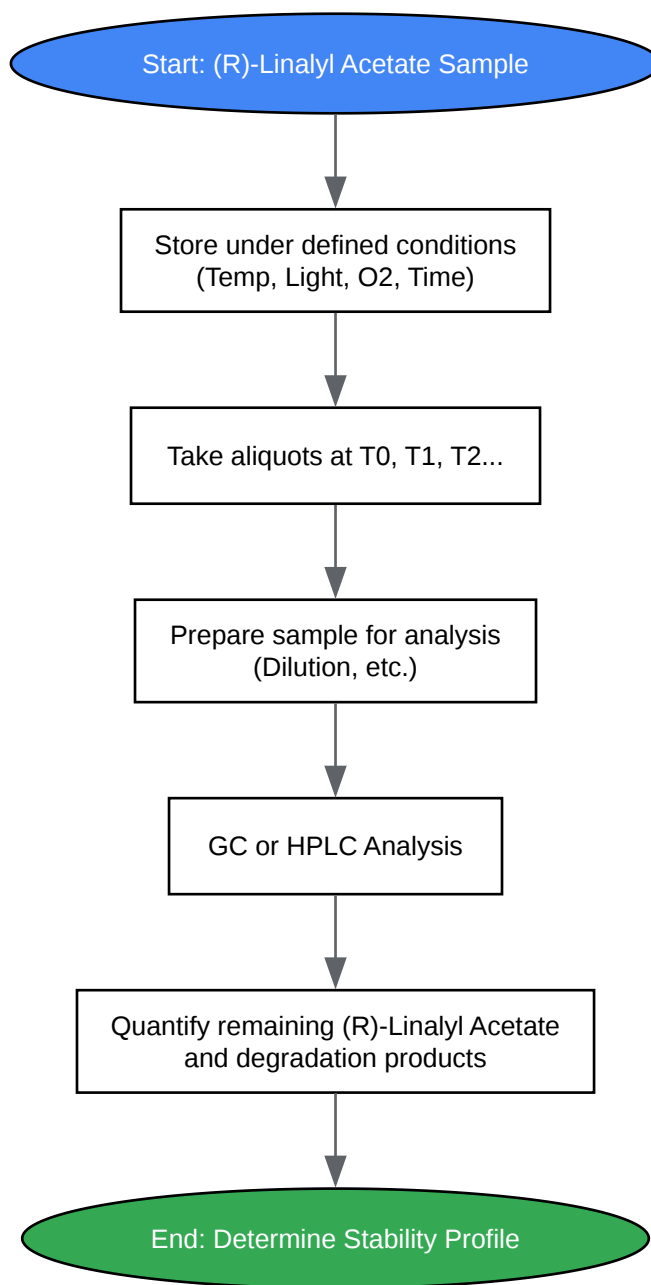 Start: (R)-Linalyl Acetate Sample
Store under defined conditions
(Temp, Light, O2, Time)
Take aliquots at T0, T1, T2...
Prepare sample for analysis
(Dilution, etc.)
GC or HPLC Analysis
Quantify remaining (R)-Linalyl Acetate
and degradation products
End: Determine Stability Profile